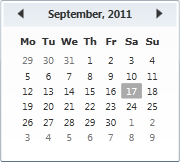 September, 2011
Mo Tu We Th Fr Sa Su
29 30 31 1 2 3 4
5 6 7 8 9 10 11
12 13 14 15 16 17 18
19 20 21 22 23 24 25
26 27 28 29 30 1 2
3 4 5 6 7 8 9